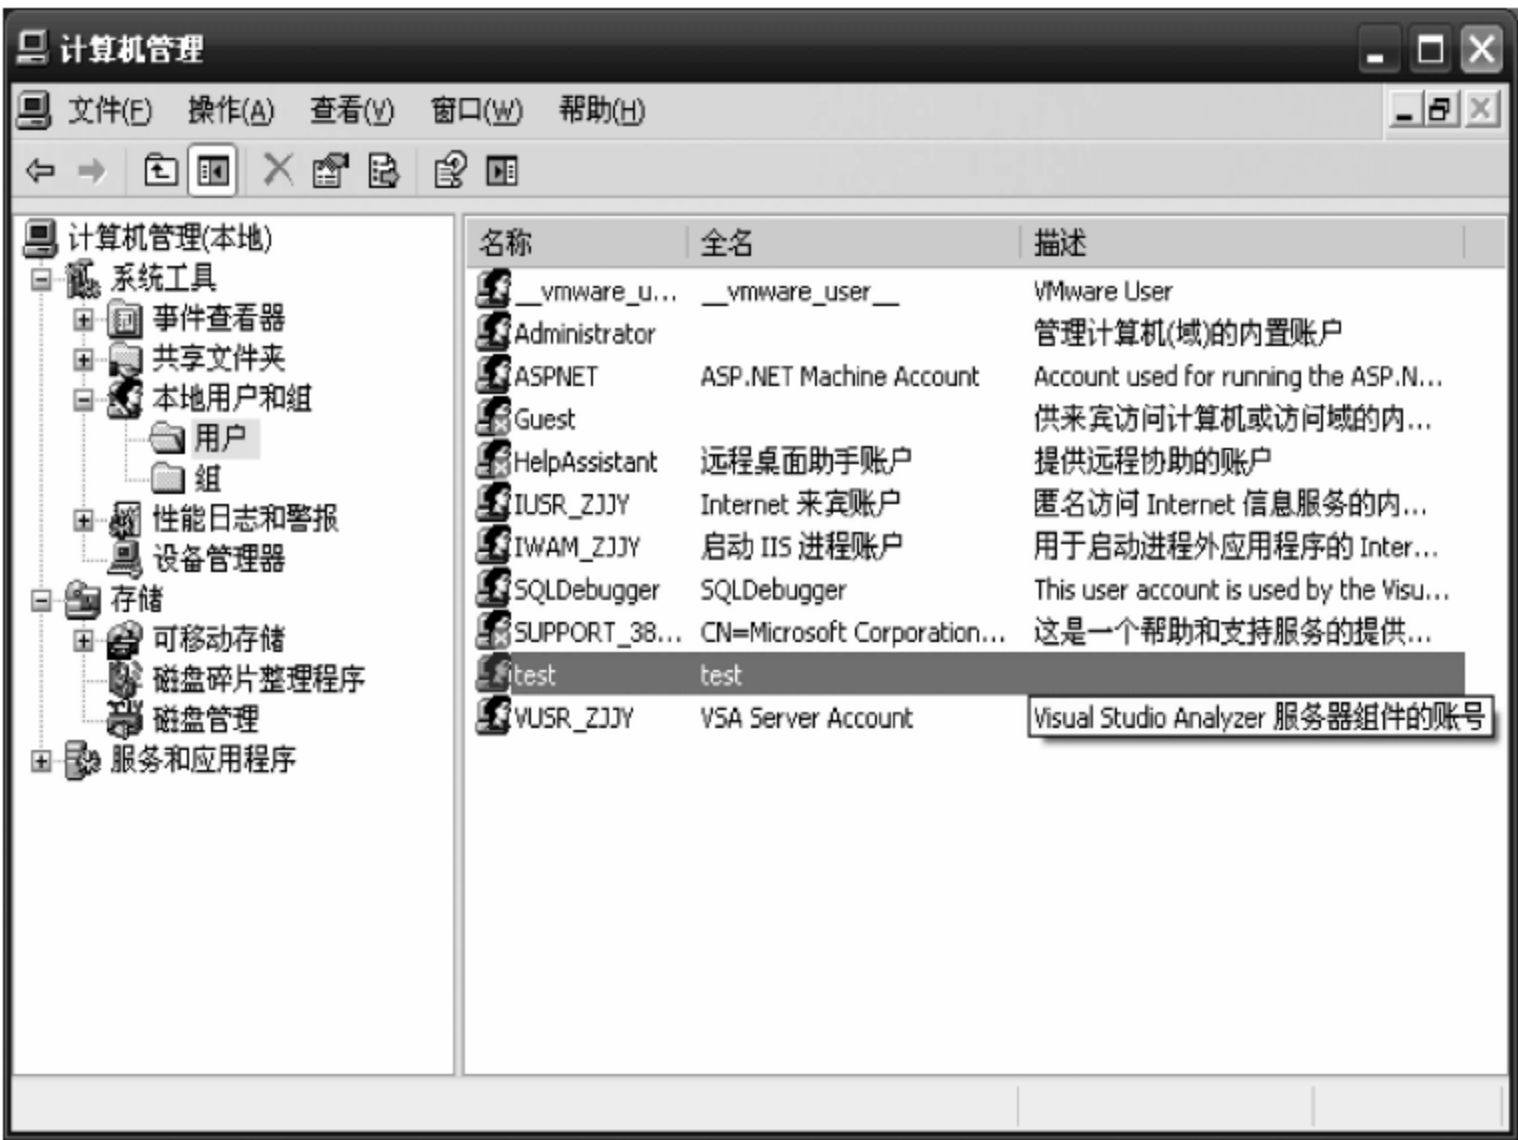 计算机管理
文件(F) 操作(A) 查看(V) 窗口(W) 帮助(H)
计算机管理(本地)
系统工具
事件查看器
共享文件夹
本地用户和组
用户
组
性能日志和警报
设备管理器
存储
可移动存储
磁盘碎片整理程序
磁盘管理
服务和应用程序
名称 全名 描述
__vmware_u... __vmware_user__ VMware User
Administrator 管理计算机(域)的内置账户
ASPNET ASP.NET Machine Account Account used for running the ASP.N...
Guest 供来宾访问计算机或访问域的内...
HelpAssistant 远程桌面助手账户 提供远程协助的账户
IUSR_ZJJY Internet 来宾账户 匿名访问 Internet 信息服务的内...
IWAM_ZJJY 启动 IIS 进程账户 用于启动进程外应用程序的 Inter...
SQLDebugger SQLDebugger This user account is used by the Visu...
SUPPORT_38... CN=Microsoft Corporation... 这是一个帮助和支持服务的提供...
test test
VUSR_ZJJY VSA Server Account Visual Studio Analyzer 服务器组件的账号